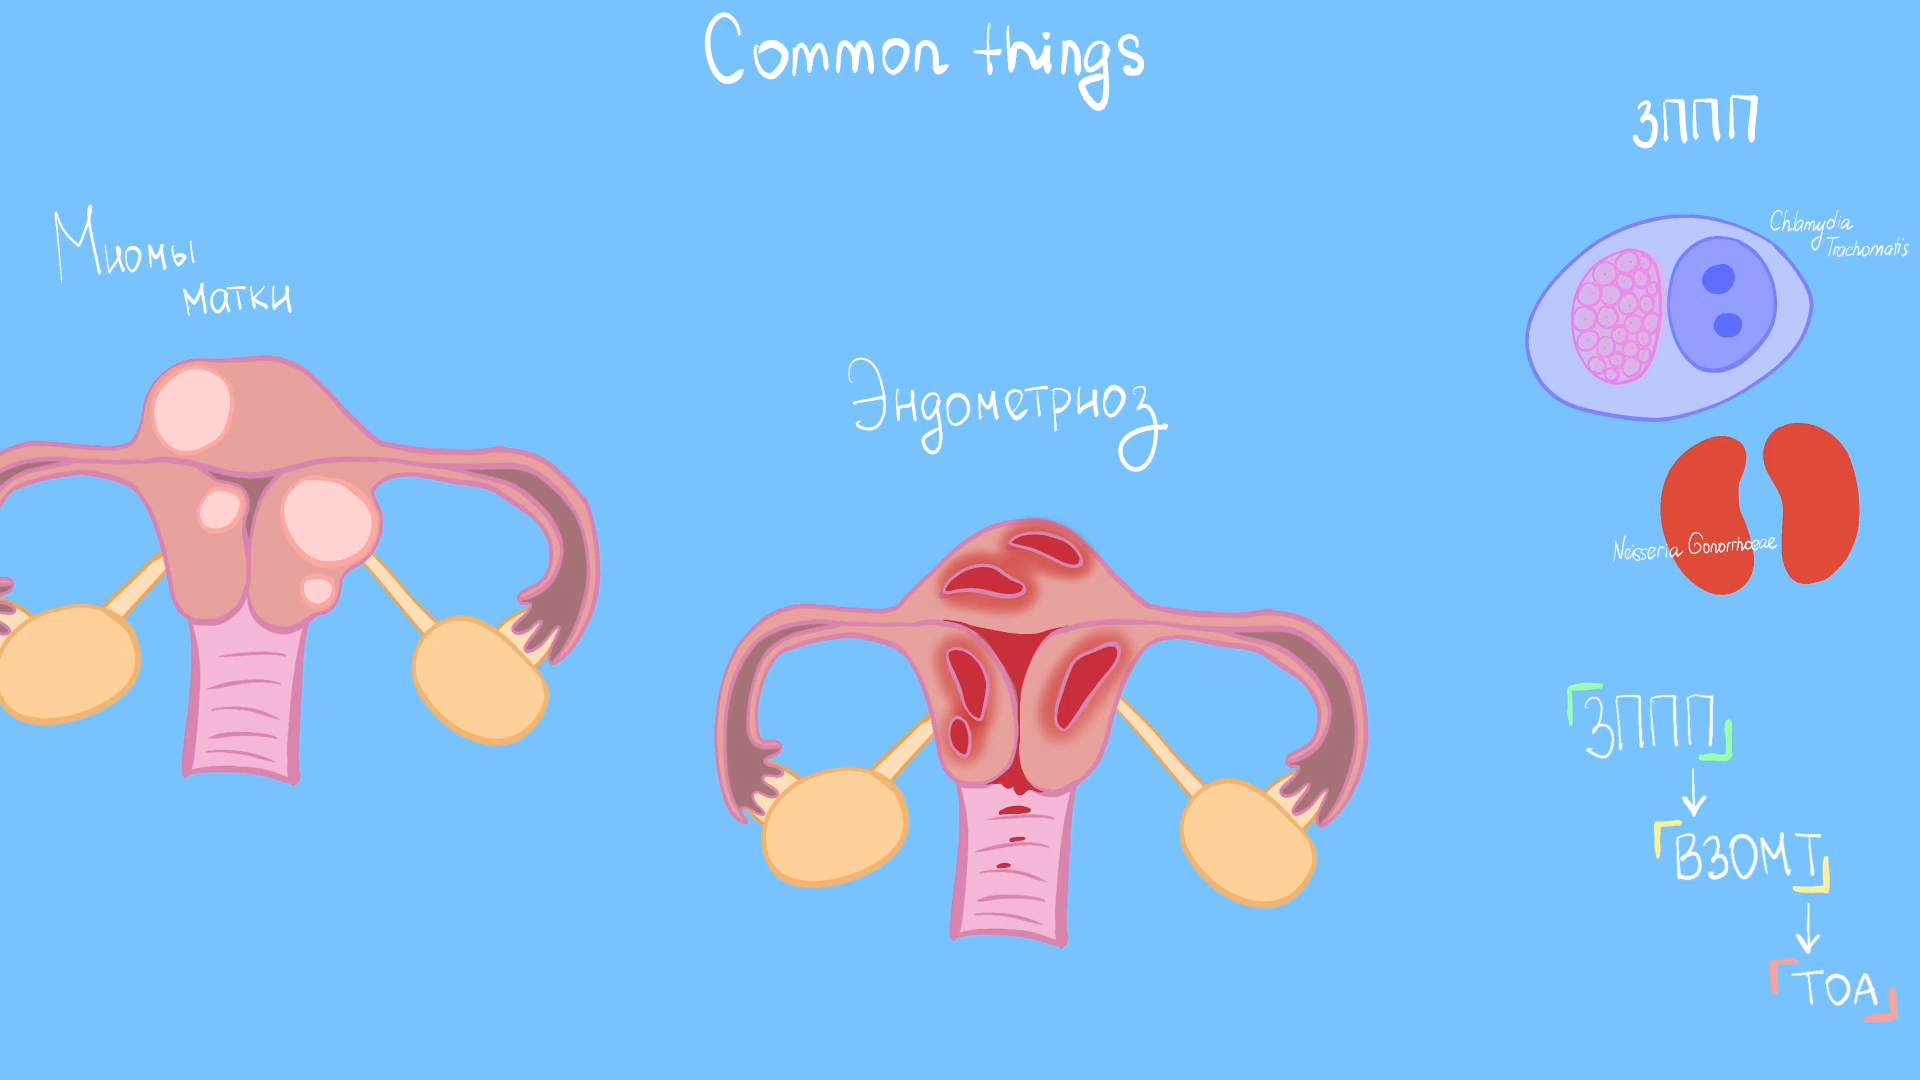 Common things
Миомы
матки
Эндометриоз
ЗППП
Chlamydia
Trachomatis
Neisseria Gonorrhoeae
ЗППП
ВЗОМТ
ТОА